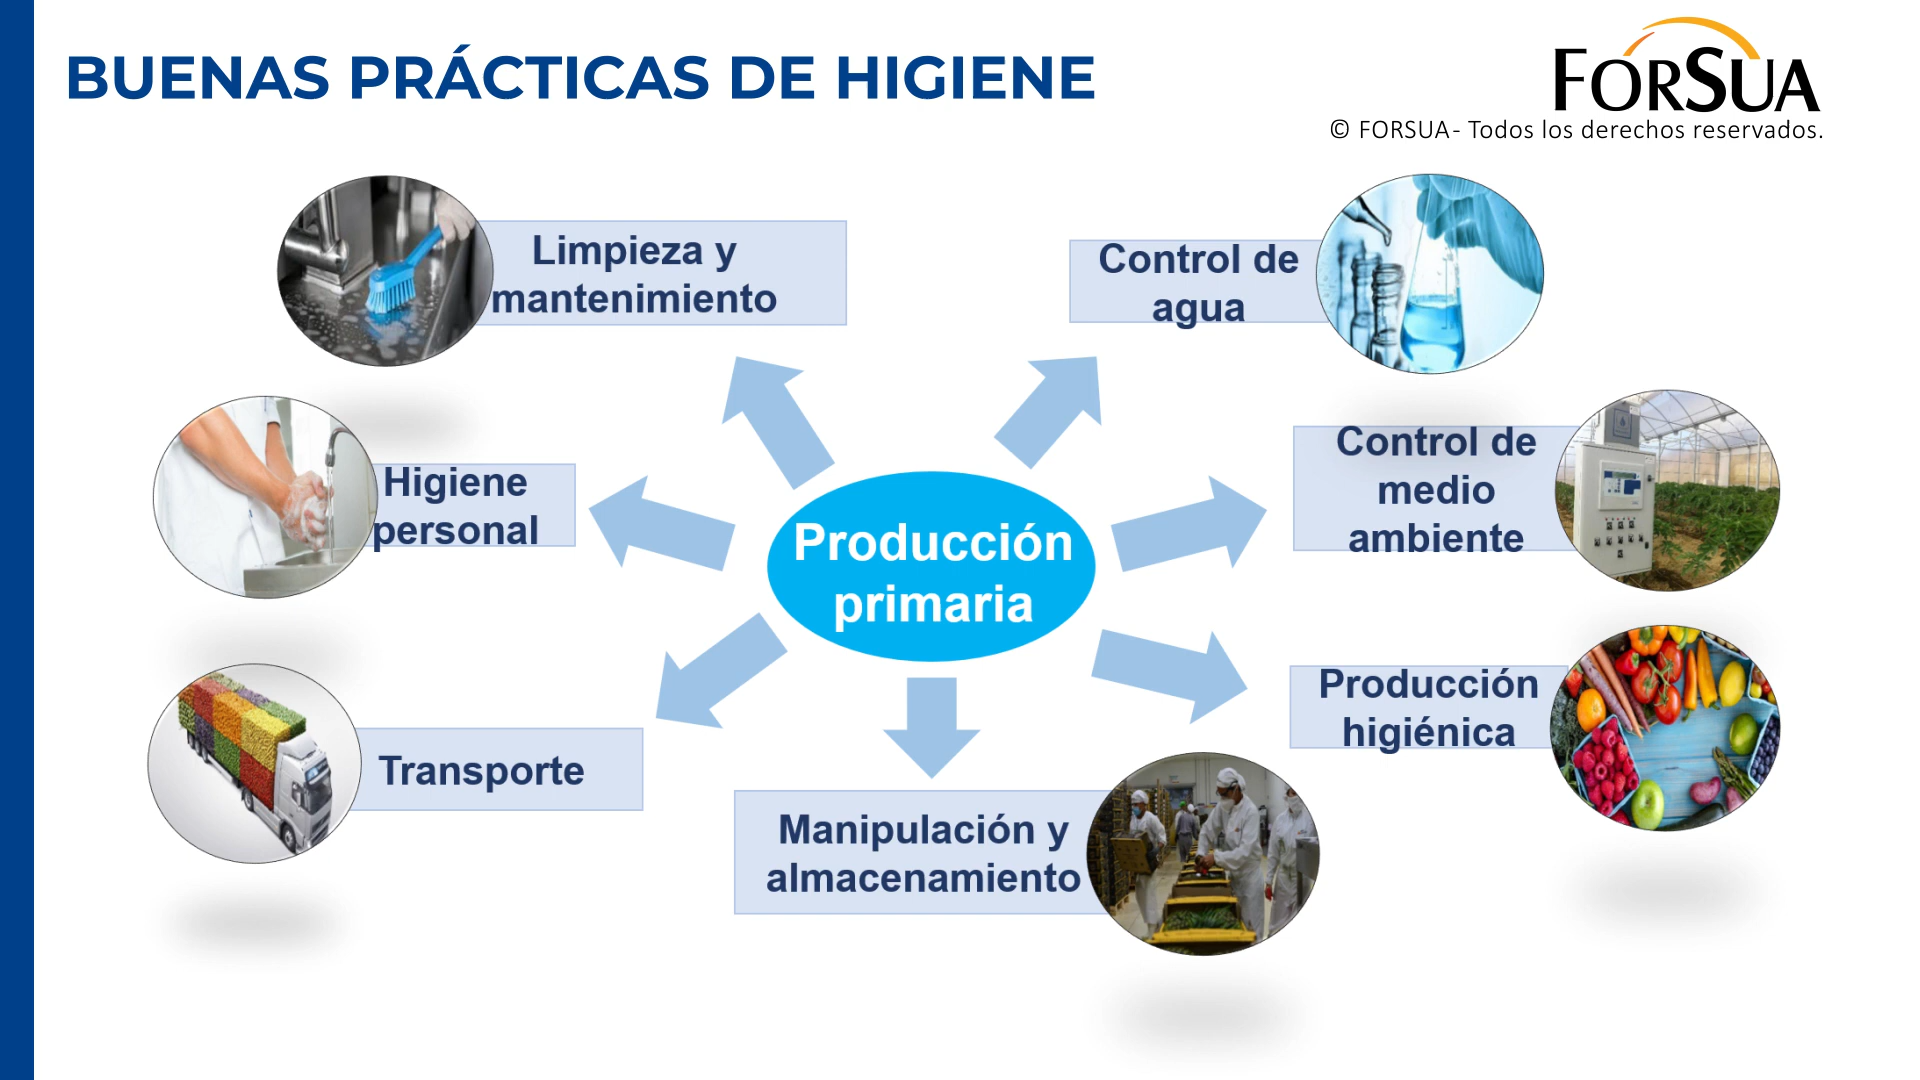 BUENAS PRÁCTICAS DE HIGIENE
FORSUA
© FORSUA- Todos los derechos reservados.
Limpieza y
mantenimiento
Control de
agua
Higiene
personal
Control de
medio
ambiente
Producción
primaria
Transporte
Producción
higiénica
Manipulación y
almacenamiento